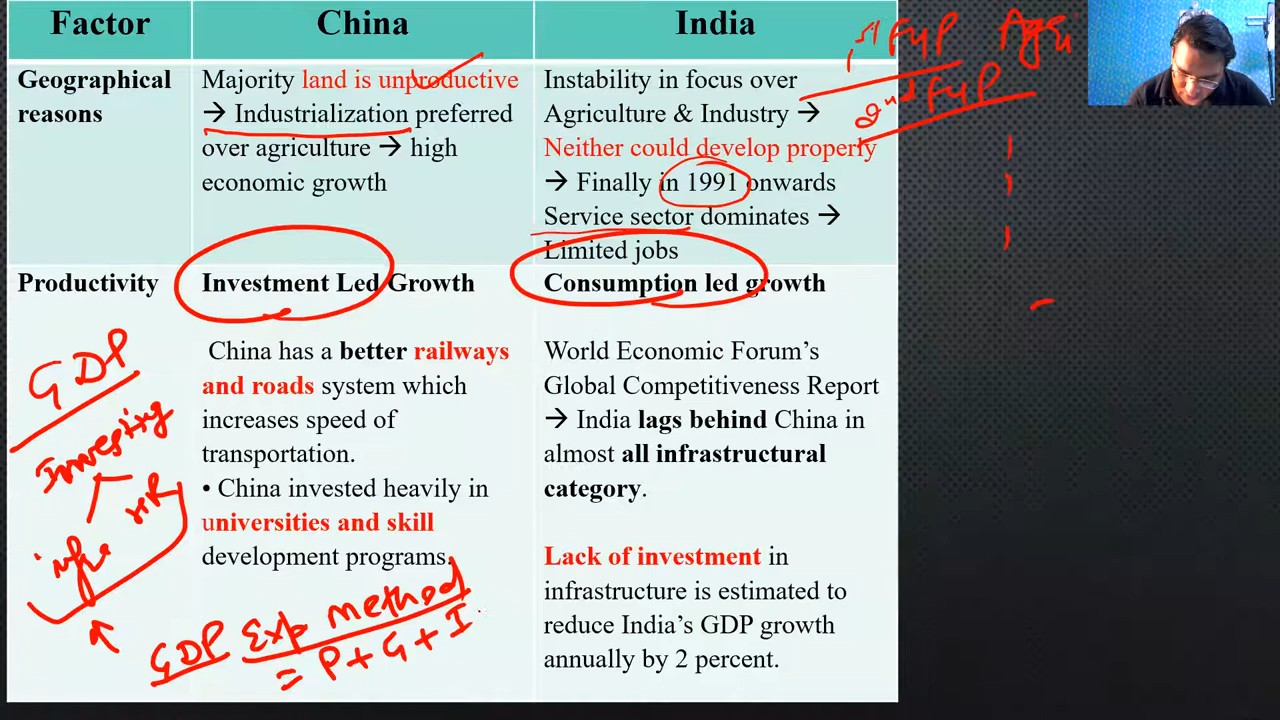 Factor China India
Geographical reasons
Majority land is unproductive
→ Industrialization preferred
over agriculture → high
economic growth
Instability in focus over
Agriculture & Industry →
Neither could develop properly
→ Finally in 1991 onwards
Service sector dominates →
Limited jobs
Productivity
Investment Led Growth
China has a better railways
and roads system which
increases speed of
transportation.
• China invested heavily in
universities and skill
development programs.
Consumption led growth
World Economic Forum’s
Global Competitiveness Report
→ India lags behind China in
almost all infrastructural
category.
Lack of investment in
infrastructure is estimated to
reduce India’s GDP growth
annually by 2 percent.
1st FYP Agri
2nd FYP
GDP
Investing
infra HR
GDP Exp method
= P + G + I